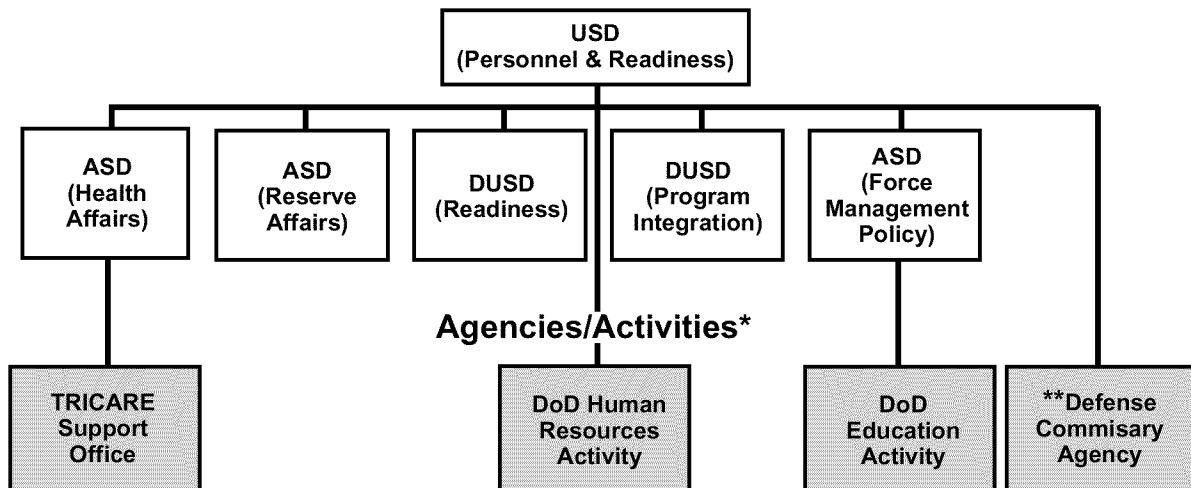 USD
(Personnel & Readiness)
ASD
(Health
Affairs)
ASD
(Reserve
Affairs)
DUSD
(Readiness)
DUSD
(Program
Integration)
ASD
(Force
Management
Policy)
Agencies/Activities*
TRICARE
Support
Office
DoD Human
Resources
Activity
DoD
Education
Activity
**Defense
Commisary
Agency